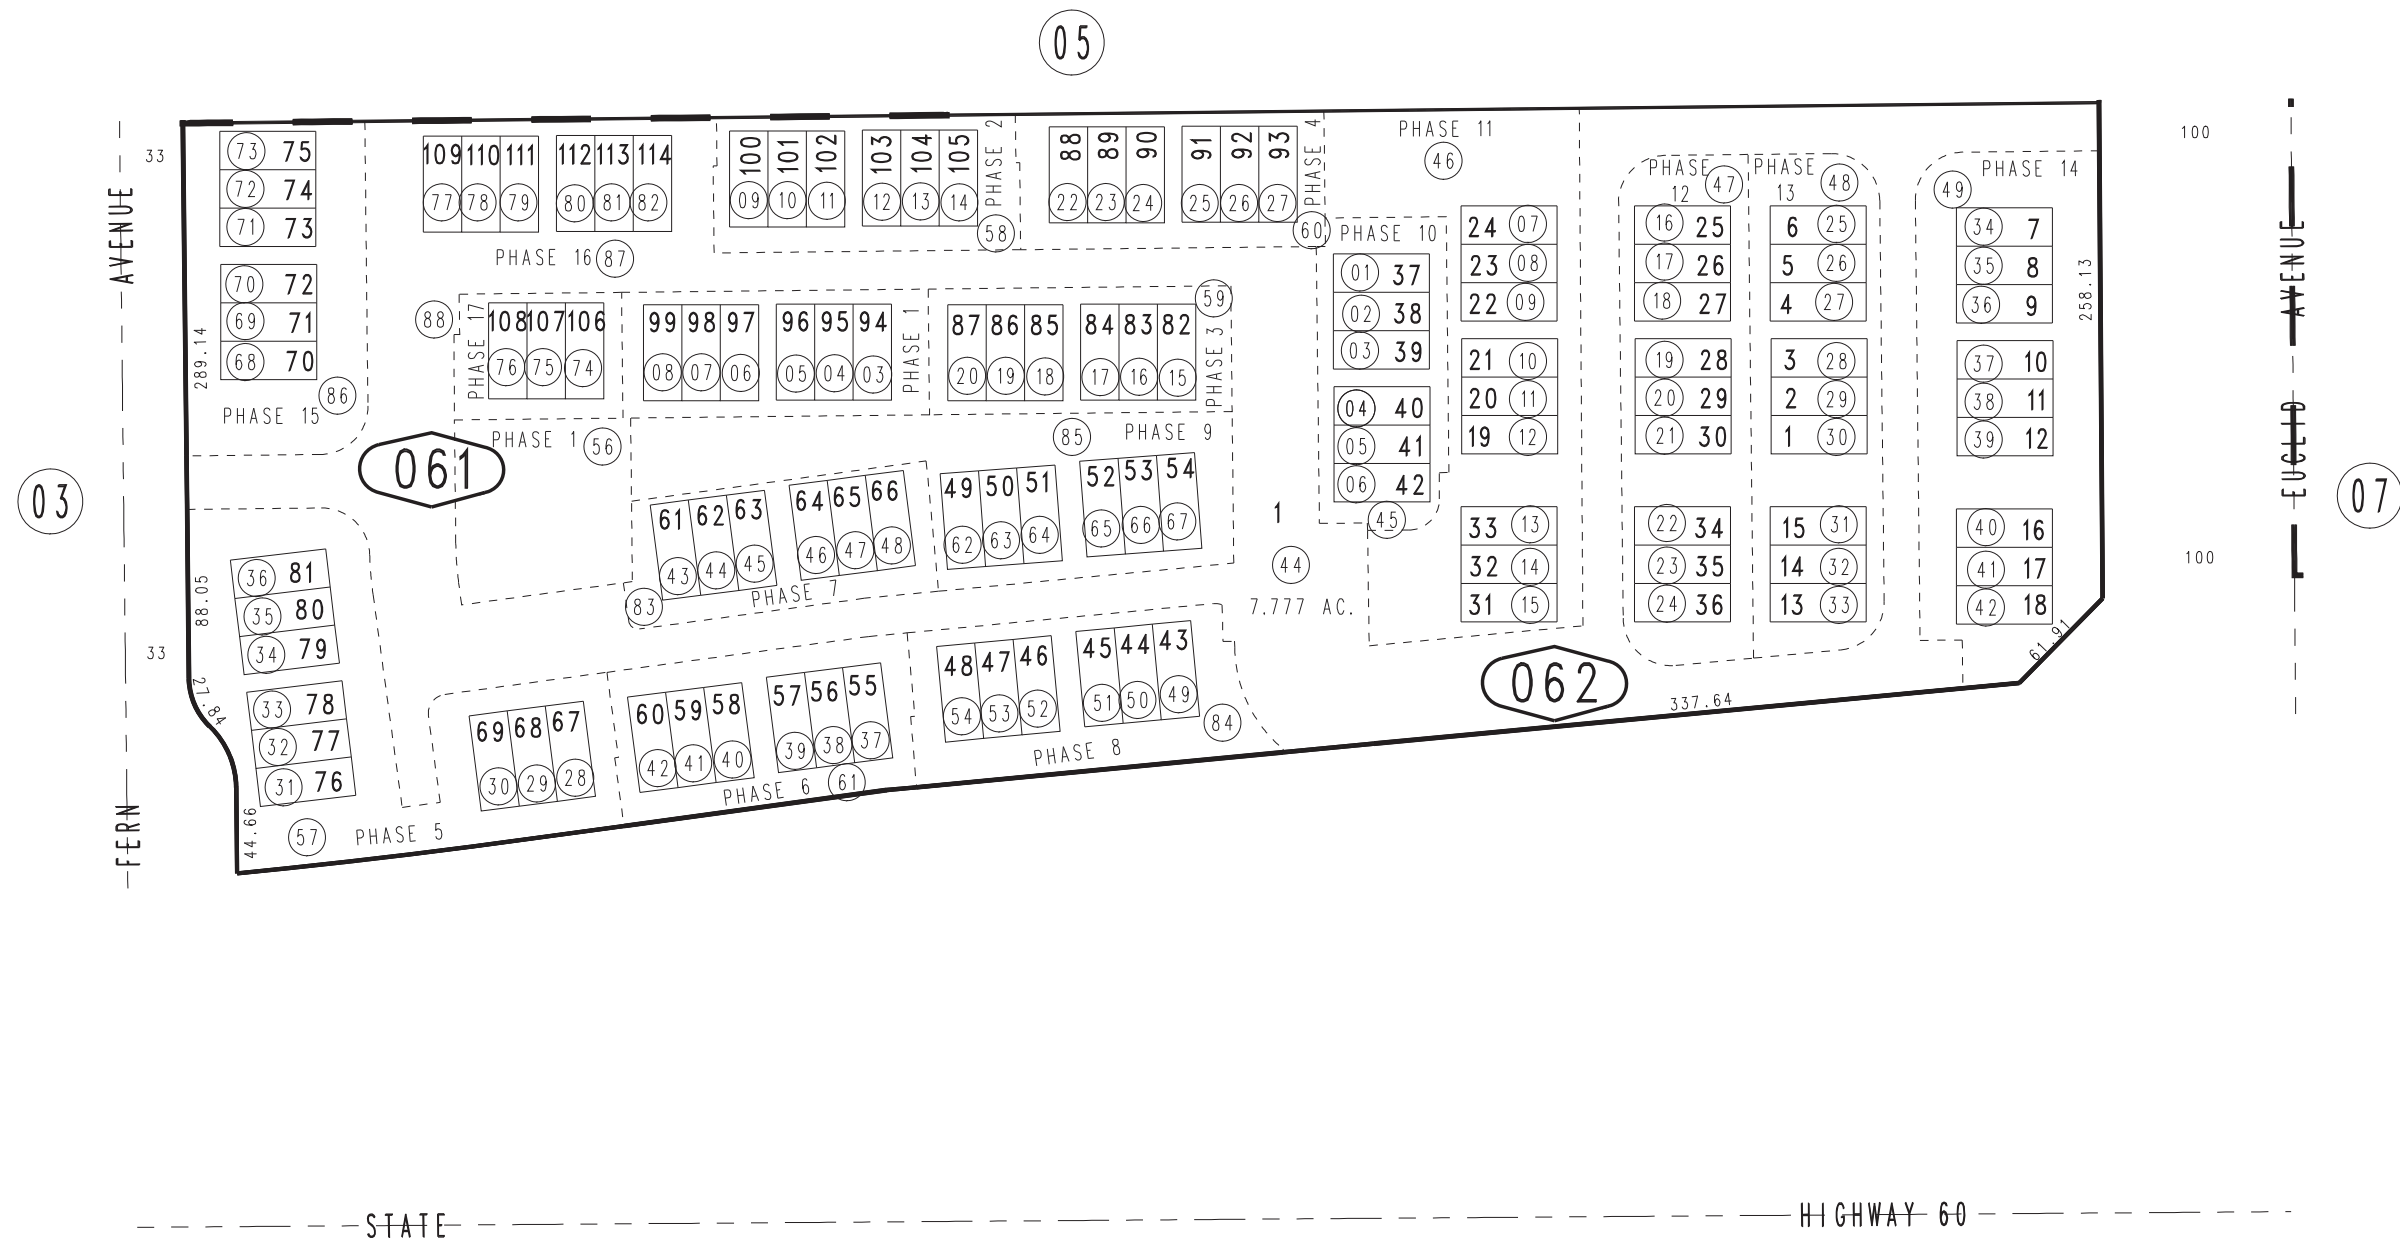 05
03
07
FERN AVENUE
EUCLID AVENUE
STATE HIGHWAY 60
33
33
100
100
289.14
88.05
27.84
44.66
258.13
61.91
337.64
061
062
73 75
72 74
71 73
70 72
69 71
68 70
86
PHASE 15
109 110 111
77 78 79
112 113 114
80 81 82
PHASE 16 87
100 101 102
09 10 11
103 104 105
12 13 14
PHASE 2
58
88 89 90
22 23 24
91 92 93
25 26 27
PHASE 4
60
88
PHASE 17
108 107 106
76 75 74
99 98 97
08 07 06
96 95 94
05 04 03
PHASE 1
87 86 85
20 19 18
84 83 82
17 16 15
PHASE 3
59
PHASE 1 56
85 PHASE 9
61 62 63
43 44 45
64 65 66
46 47 48
83
PHASE 7
49 50 51
62 63 64
52 53 54
65 66 67
1
44
7.777 AC.
36 81
35 80
34 79
33 78
32 77
31 76
57 PHASE 5
69 68 67
30 29 28
60 59 58
42 41 40
57 56 55
39 38 37
PHASE 6 61
48 47 46
54 53 52
45 44 43
51 50 49
84
PHASE 8
PHASE 11
46
PHASE 10
01 37
02 38
03 39
04 40
05 41
06 42
45
24 07
23 08
22 09
21 10
20 11
19 12
33 13
32 14
31 15
PHASE
12
47
16 25
17 26
18 27
19 28
20 29
21 30
22 34
23 35
24 36
PHASE
13
48
6 25
5 26
4 27
3 28
2 29
1 30
15 31
14 32
13 33
PHASE 14
49
34 7
35 8
36 9
37 10
38 11
39 12
40 16
41 17
42 18